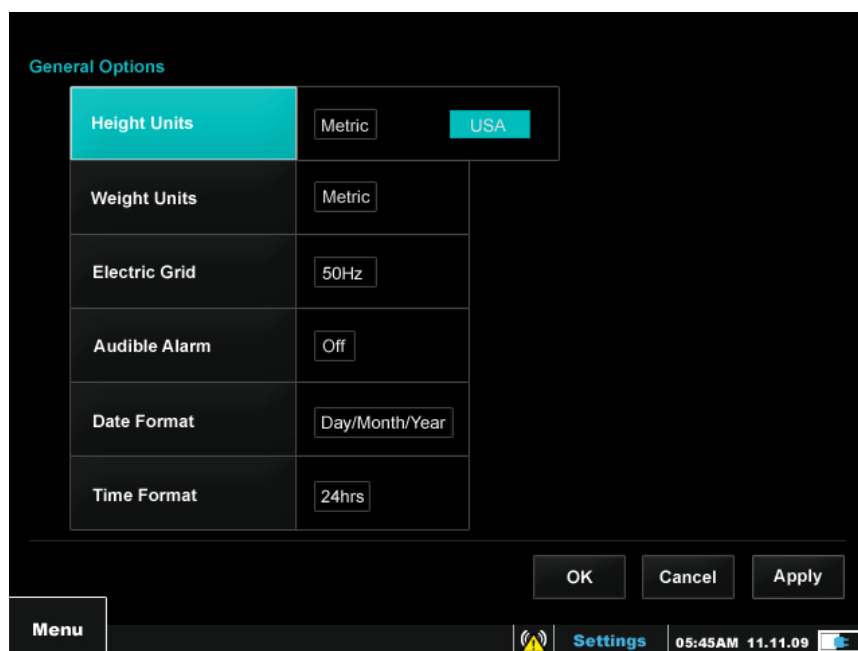 General Options
Height Units Metric USA
Weight Units Metric
Electric Grid 50Hz
Audible Alarm Off
Date Format Day/Month/Year
Time Format 24hrs
OK Cancel Apply
Menu Settings 05:45AM 11.11.09